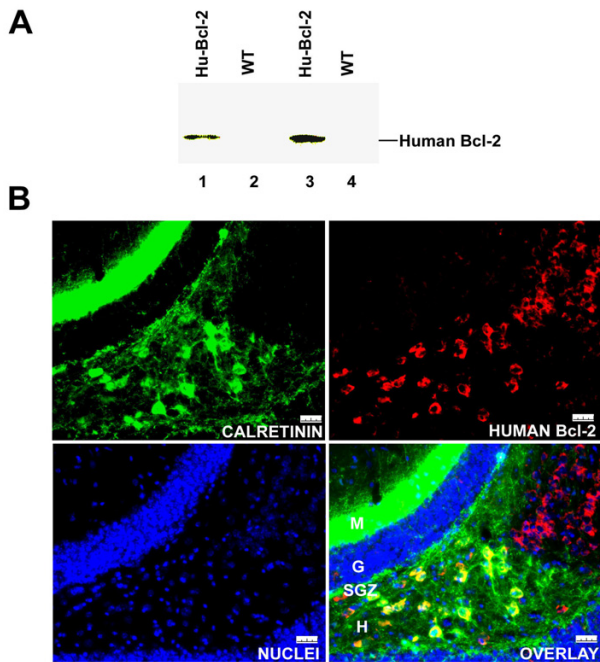 A
Hu-Bcl-2
WT
Hu-Bcl-2
WT
Human Bcl-2
1 2 3 4
B
CALRETININ
HUMAN Bcl-2
NUCLEI
M
G
SGZ
H
OVERLAY